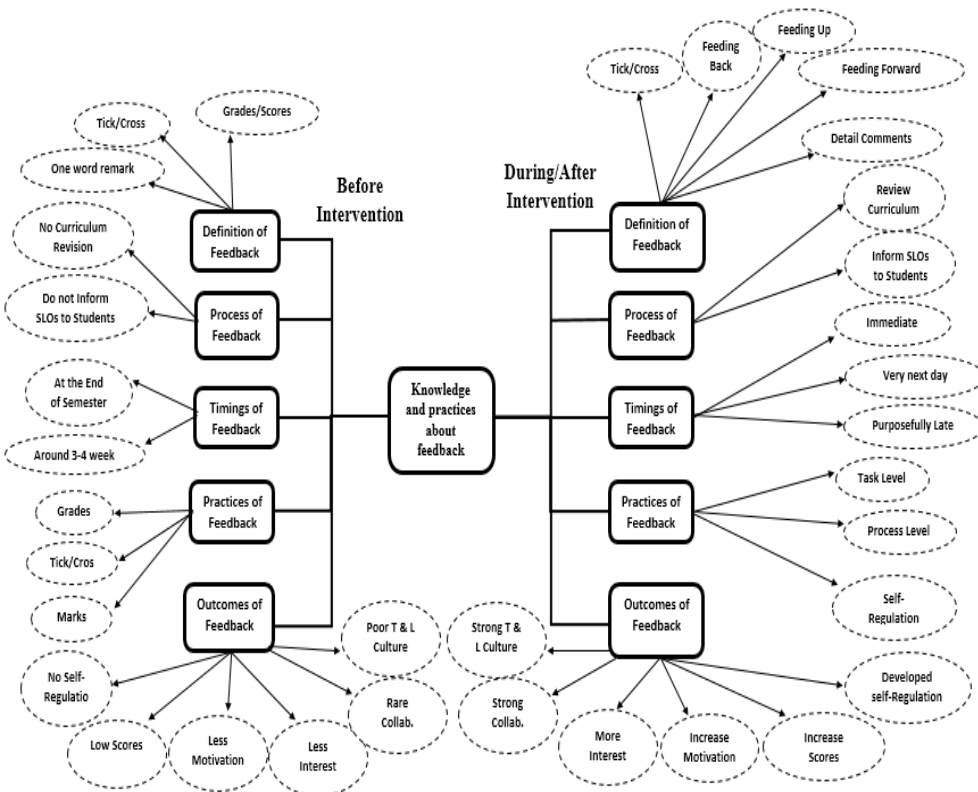 Grades/Scores
Tick/Cross
One word remark
Before
Intervention
Definition of
Feedback
No Curriculum
Revision
Process of
Feedback
Do not Inform
SLOs to Students
At the End
of Semester
Timings of
Feedback
Around 3-4 week
Grades
Practices of
Feedback
Tick/Cros
Marks
Outcomes of
Feedback
Poor T & L
Culture
No Self-
Regulatio
Rare
Collab.
Low Scores
Less
Motivation
Less
Interest
Knowledge
and practices
about
feedback
Feeding Up
Feeding
Back
Tick/Cross
Feeding Forward
Detail Comments
During/After
Intervention
Definition of
Feedback
Review
Curriculum
Process of
Feedback
Inform SLOs
to Students
Immediate
Timings of
Feedback
Very next day
Purposefully Late
Task Level
Practices of
Feedback
Process Level
Self-
Regulation
Outcomes of
Feedback
Strong T &
L Culture
Developed
self-Regulation
Strong
Collab.
More
Interest
Increase
Motivation
Increase
Scores